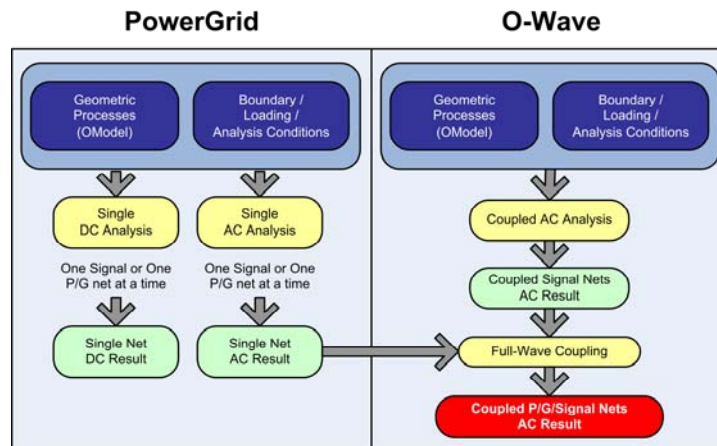 PowerGrid
O-Wave
Geometric
Processes
(OModel)
Boundary /
Loading /
Analysis Conditions
Single
DC Analysis
Single
AC Analysis
One Signal or One
P/G net at a time
One Signal or One
P/G net at a time
Single Net
DC Result
Single Net
AC Result
Geometric
Processes
(OModel)
Boundary /
Loading /
Analysis Conditions
Coupled AC Analysis
Coupled Signal Nets
AC Result
Full-Wave Coupling
Coupled P/G/Signal Nets
AC Result